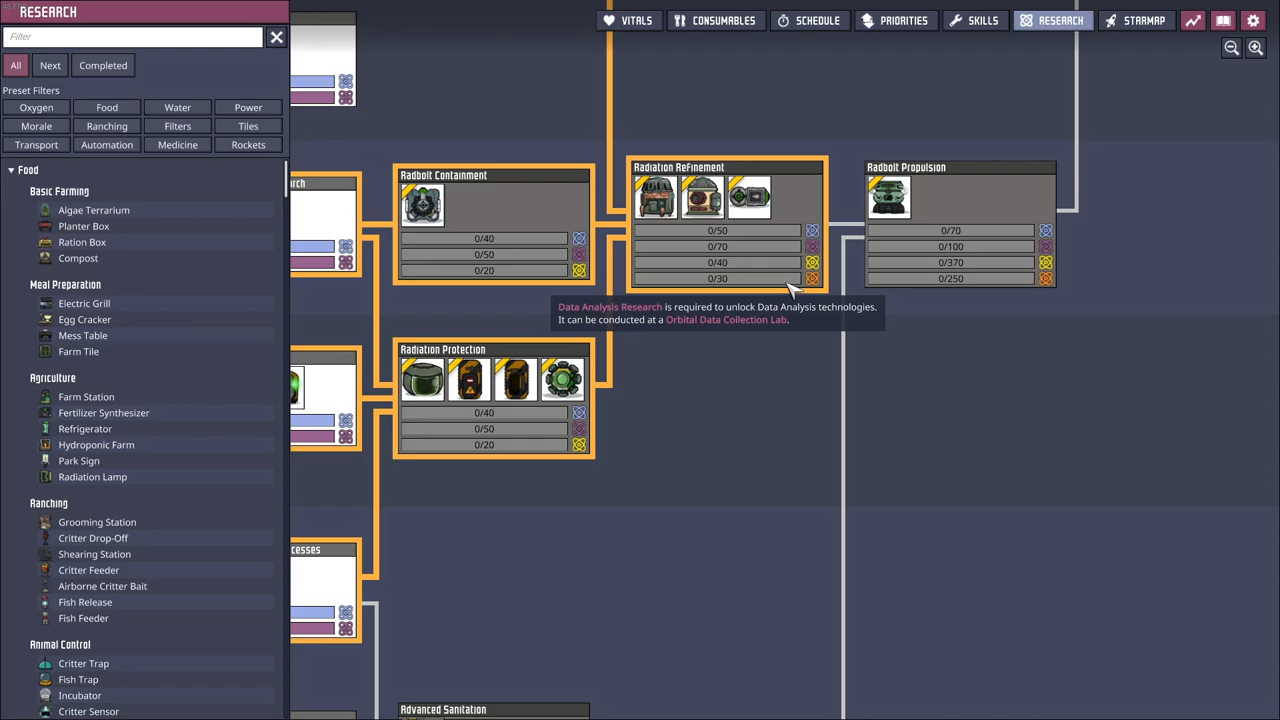 RESEARCH
Filter
All
Next
Completed
Preset Filters
Oxygen
Food
Water
Power
Morale
Ranching
Filters
Tiles
Transport
Automation
Medicine
Rockets
Food
Basic Farming
Algae Terrarium
Planter Box
Ration Box
Compost
Meal Preparation
Electric Grill
Egg Cracker
Mess Table
Farm Tile
Agriculture
Farm Station
Fertilizer Synthesizer
Refrigerator
Hydroponic Farm
Park Sign
Radiation Lamp
Ranching
Grooming Station
Critter Drop-Off
Shearing Station
Critter Feeder
Airborne Critter Bait
Fish Release
Fish Feeder
Animal Control
Critter Trap
Fish Trap
Incubator
Critter Sensor
VITALS
CONSUMABLES
SCHEDULE
PRIORITIES
SKILLS
RESEARCH
STARMAP
arch
Radbolt Containment
0/40
0/50
0/20
Radiation Refinement
0/50
0/70
0/40
0/30
Radbolt Propulsion
0/70
0/100
0/370
0/250
Data Analysis Research is required to unlock Data Analysis technologies.
It can be conducted at a Orbital Data Collection Lab.
Radiation Protection
0/40
0/50
0/20
cesses
Advanced Sanitation